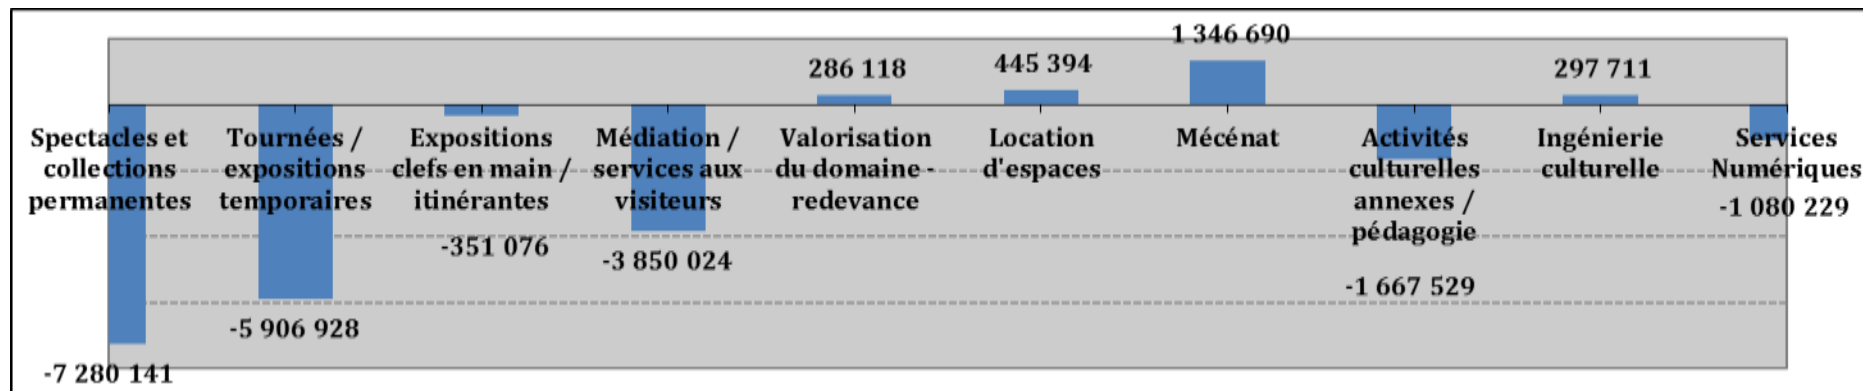 Spectacles et
collections
permanentes
-7 280 141
Tournées /
expositions
temporaires
-5 906 928
Expositions
clefs en main /
itinérantes
-351 076
Médiation /
services aux
visiteurs
-3 850 024
286 118
Valorisation
du domaine -
redevance
445 394
Location
d'espaces
1 346 690
Mécénat
Activités
culturelles
annexes /
pédagogie
-1 667 529
297 711
Ingénierie
culturelle
Services
Numériques
-1 080 229